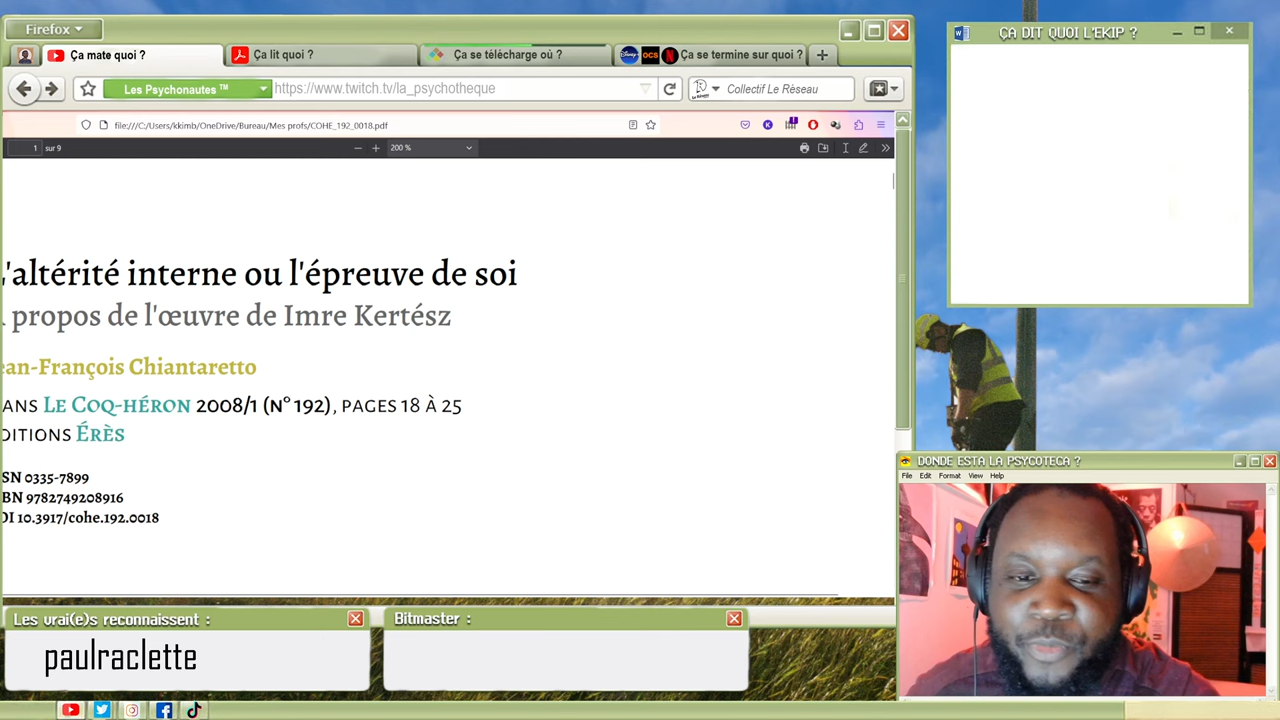 Firefox
Ça mate quoi ?
Ça lit quoi ?
Ça se télécharge où ?
Disney+
OCS
N
Ça se termine sur quoi ?
Les Psychonautes ™
https://www.twitch.tv/la_psychotheque
Collectif Le Réseau
file:///C:/Users/kkimb/OneDrive/Bureau/Mes profs/COHE_192_0018.pdf
1 sur 9
200 %
'altérité interne ou l'épreuve de soi
propos de l'œuvre de Imre Kertész
ean-François Chiantaretto
ANS Le Coq-héron 2008/1 (N° 192), PAGES 18 À 25
DITIONS Érès
SN 0335-7899
BN 9782749208916
OI 10.3917/cohe.192.0018
Les vrai(e)s reconnaissent :
paulraclette
Bitmaster :
ÇA DIT QUOI L'EKIP ?
DONDE ESTA LA PSYCOTECA ?
File Edit Format View Help